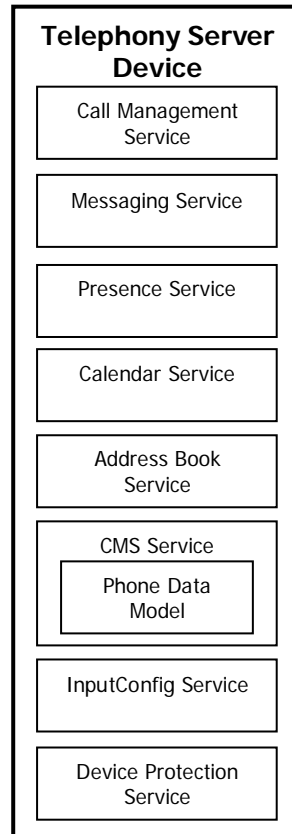 Telephony Server
Device
Call Management
Service
Messaging Service
Presence Service
Calendar Service
Address Book
Service
CMS Service
Phone Data
Model
InputConfig Service
Device Protection
Service